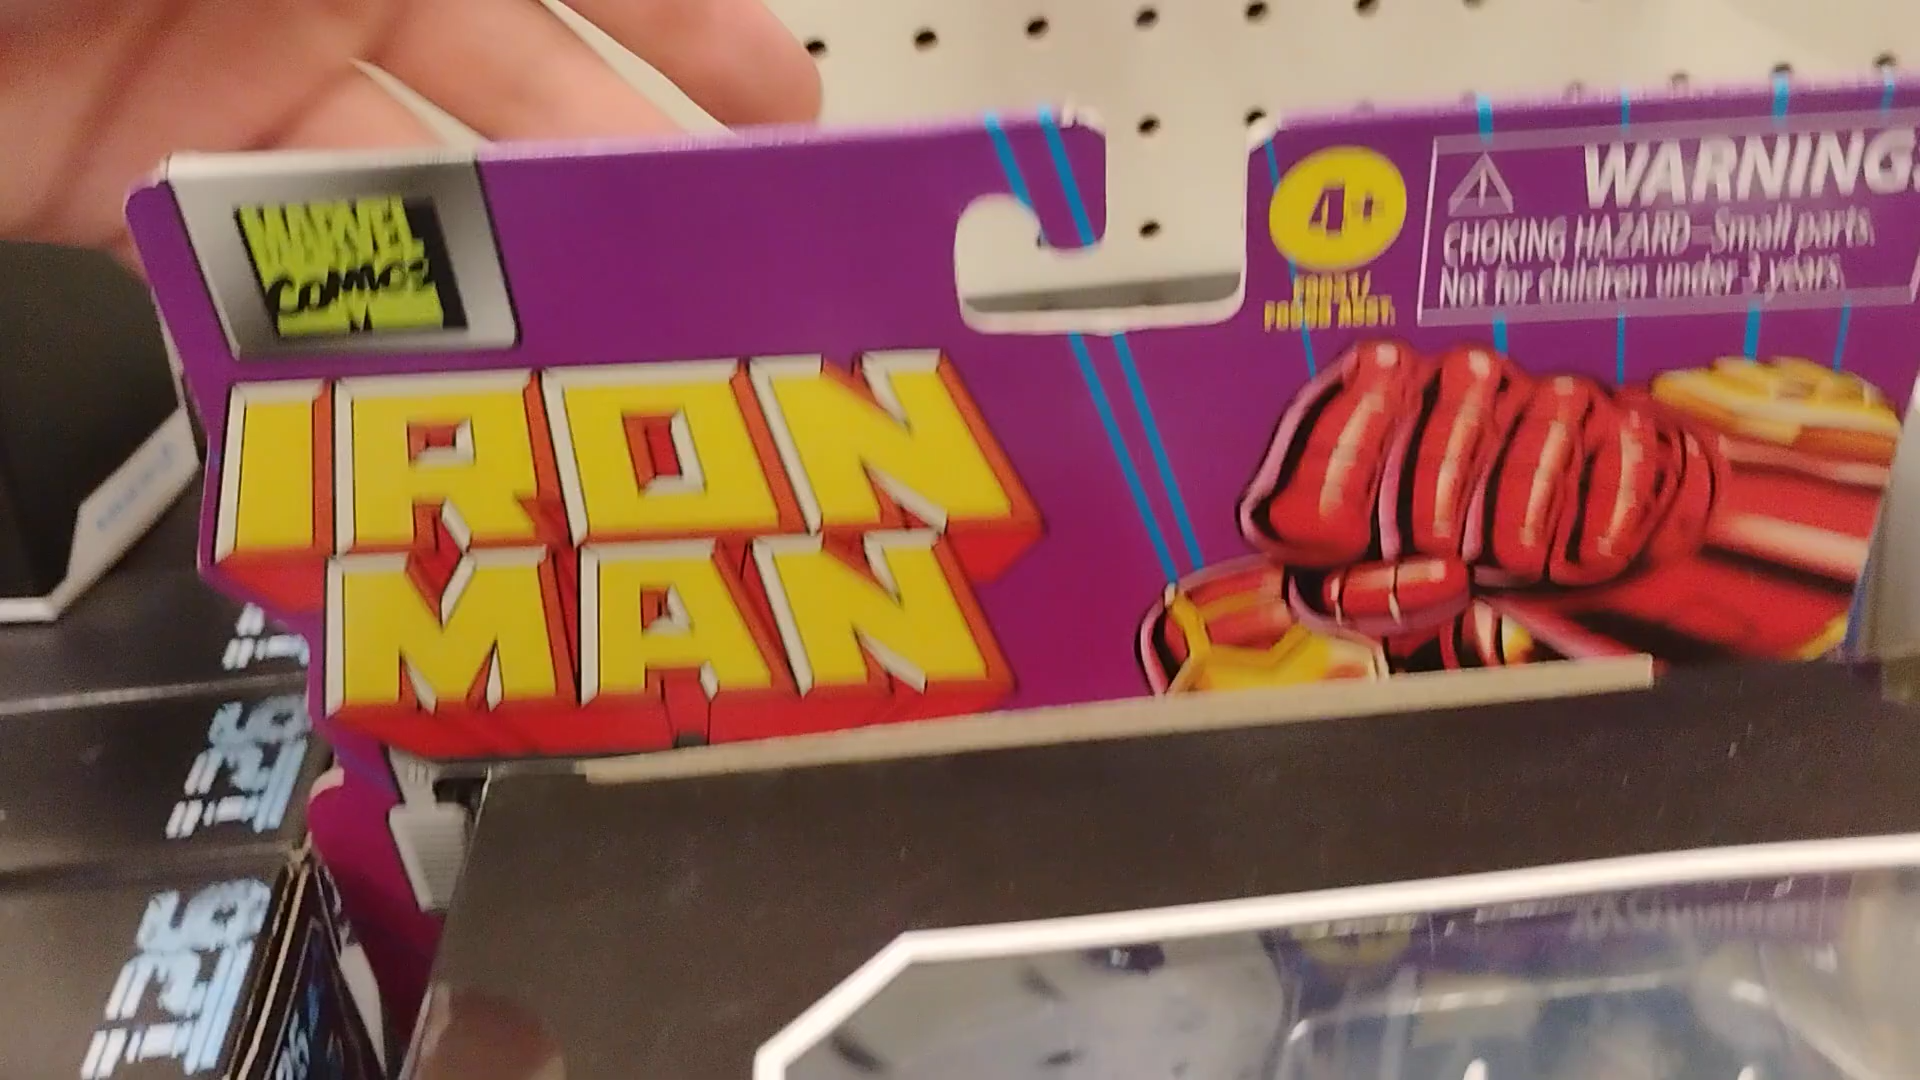 MARVEL
COMICS
M
4+
WARNING:
CHOKING HAZARD–Small parts.
Not for children under 3 years.
IRON
MAN